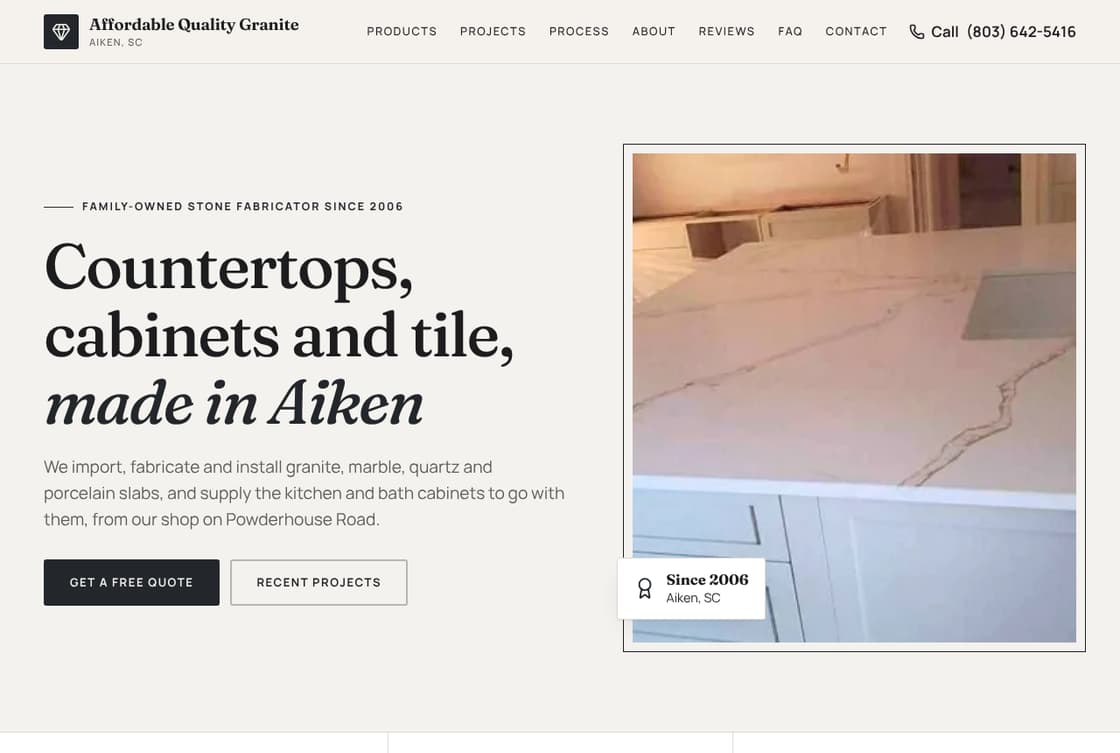 Affordable Quality Granite
AIKEN, SC
PRODUCTS PROJECTS PROCESS ABOUT REVIEWS FAQ CONTACT Call (803) 642-5416
FAMILY-OWNED STONE FABRICATOR SINCE 2006
Countertops,
cabinets and tile,
made in Aiken
We import, fabricate and install granite, marble, quartz and
porcelain slabs, and supply the kitchen and bath cabinets to go with
them, from our shop on Powderhouse Road.
GET A FREE QUOTE RECENT PROJECTS
Since 2006
Aiken, SC